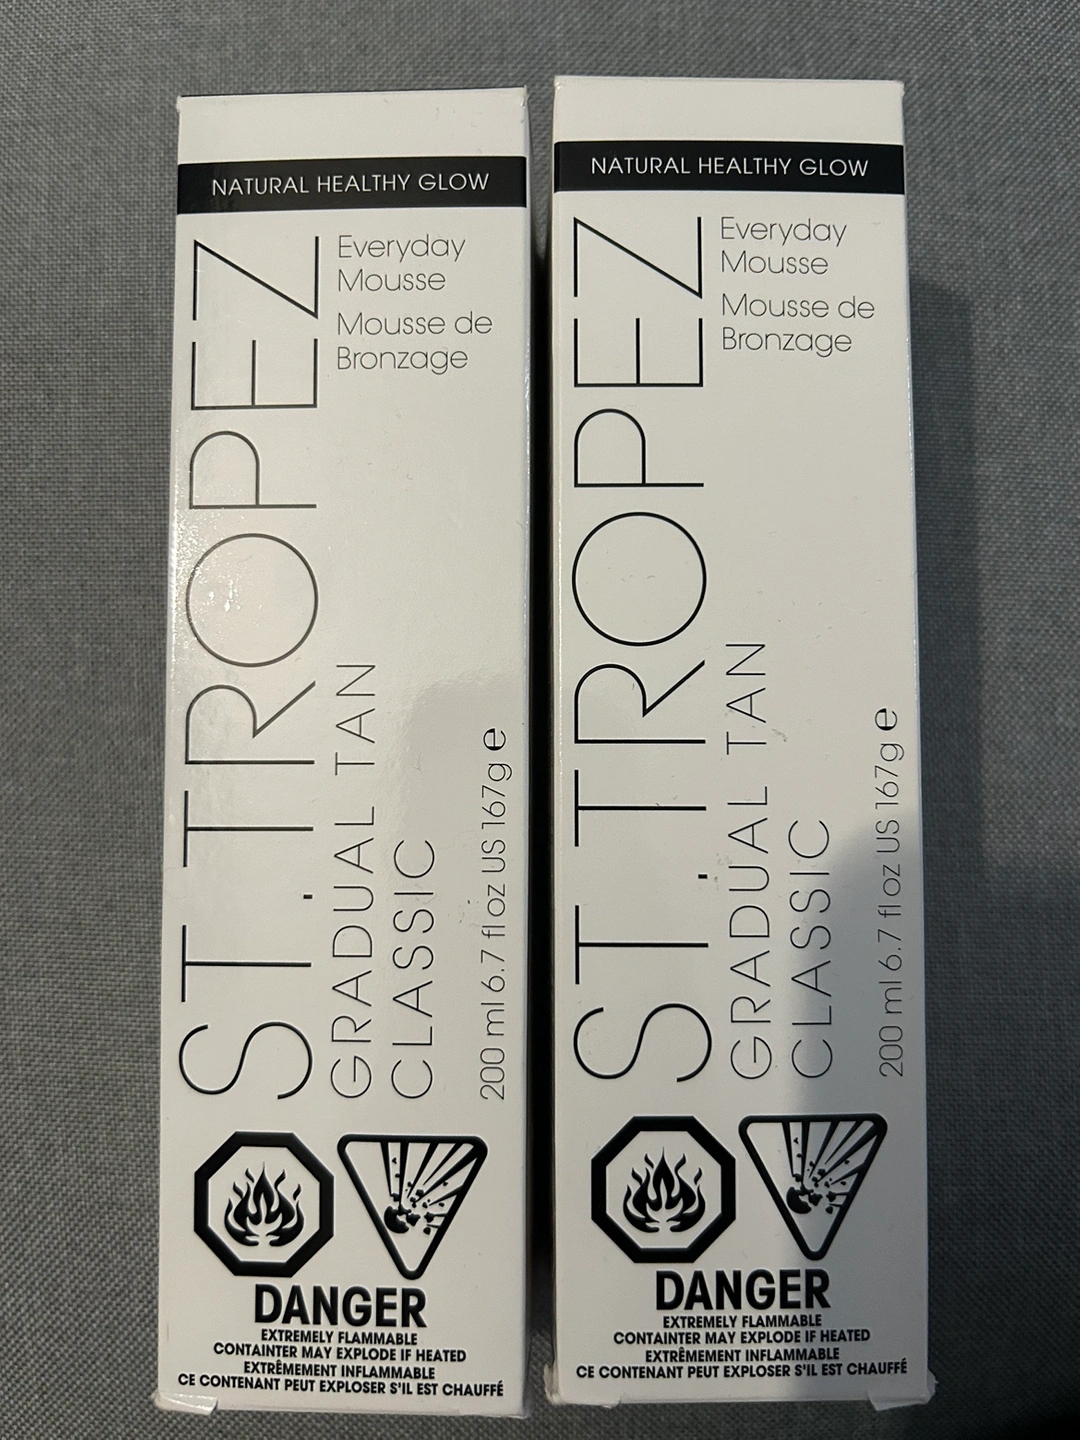 NATURAL HEALTHY GLOW
Everyday
Mousse
Mousse de
Bronzage
ST.TROPEZ
GRADUAL TAN
CLASSIC
200 ml 6.7 fl oz US 167g e
DANGER
EXTREMELY FLAMMABLE
CONTAINTER MAY EXPLODE IF HEATED
EXTRÊMEMENT INFLAMMABLE
CE CONTENANT PEUT EXPLOSER S'IL EST CHAUFFÉ
NATURAL HEALTHY GLOW
Everyday
Mousse
Mousse de
Bronzage
ST.TROPEZ
GRADUAL TAN
CLASSIC
200 ml 6.7 fl oz US 167g e
DANGER
EXTREMELY FLAMMABLE
CONTAINTER MAY EXPLODE IF HEATED
EXTRÊMEMENT INFLAMMABLE
CE CONTENANT PEUT EXPLOSER S'IL EST CHAUFFÉ